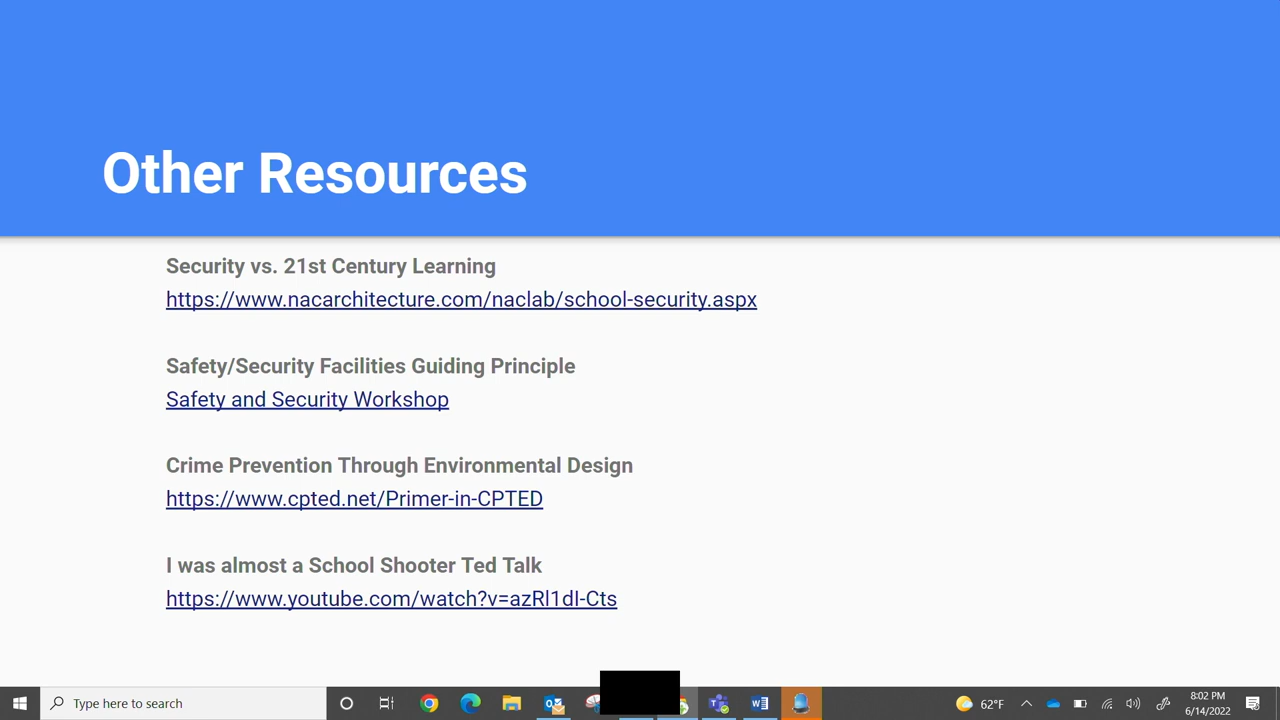 Other Resources
Security vs. 21st Century Learning
https://www.nacarchitecture.com/naclab/school-security.aspx
Safety/Security Facilities Guiding Principle
Safety and Security Workshop
Crime Prevention Through Environmental Design
https://www.cpted.net/Primer-in-CPTED
I was almost a School Shooter Ted Talk
https://www.youtube.com/watch?v=azRl1dI-Cts
Type here to search
62°F
8:02 PM
6/14/2022